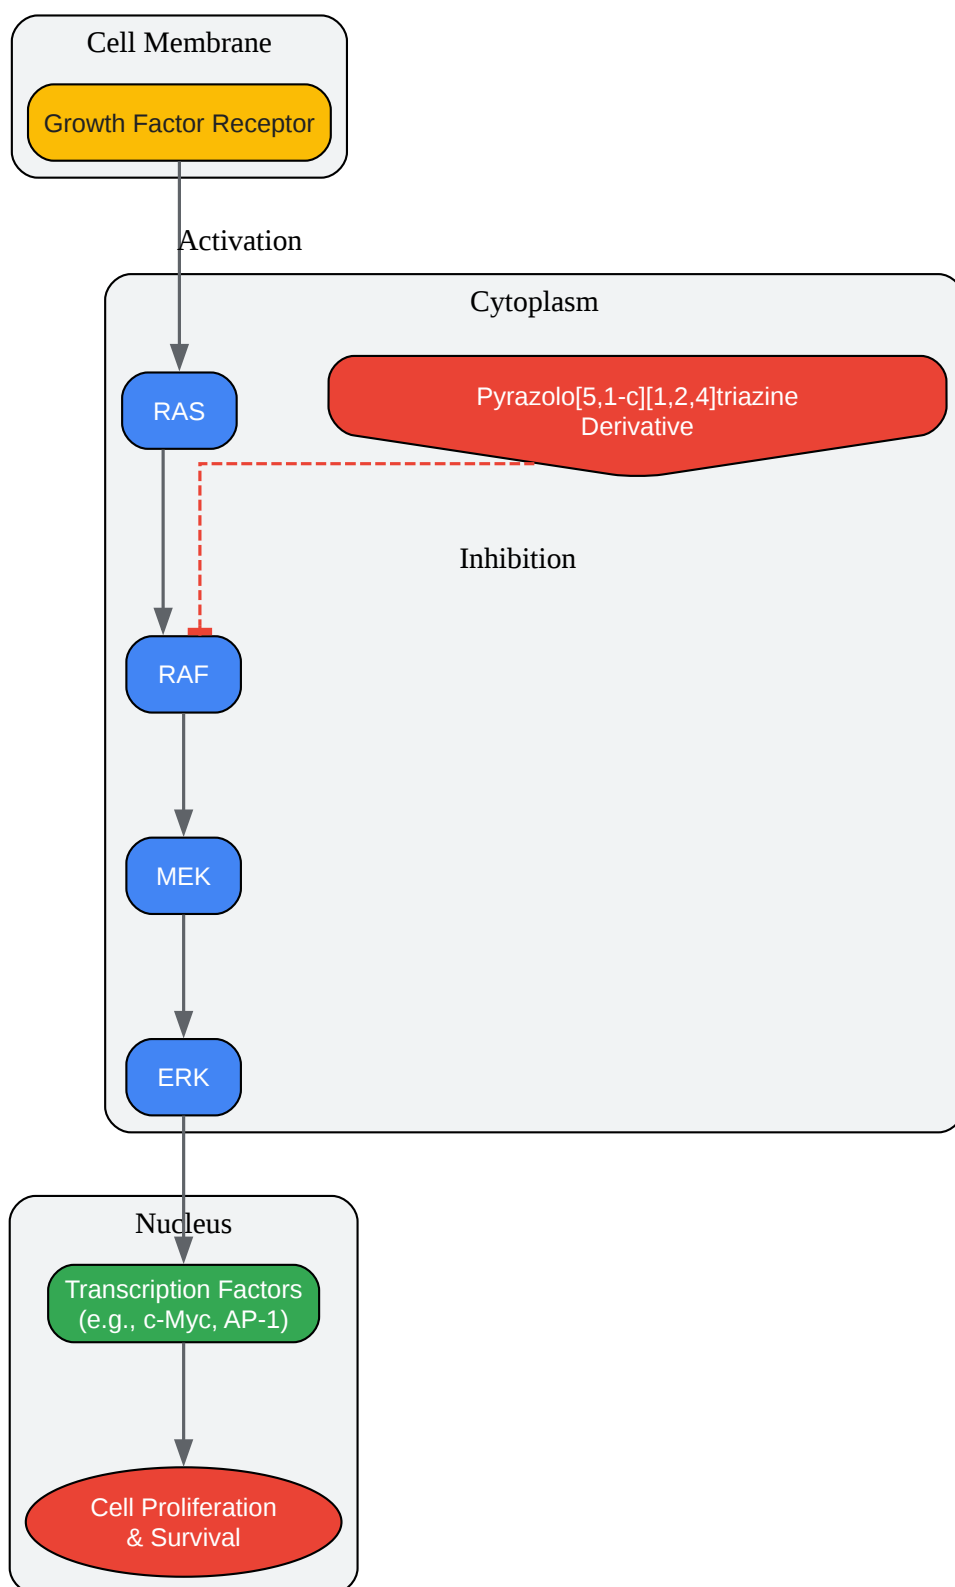 Cell Membrane
Growth Factor Receptor
Activation
Cytoplasm
RAS
Pyrazolo[5,1-c][1,2,4]triazine
Derivative
Inhibition
RAF
MEK
ERK
Nucleus
Transcription Factors
(e.g., c-Myc, AP-1)
Cell Proliferation
& Survival